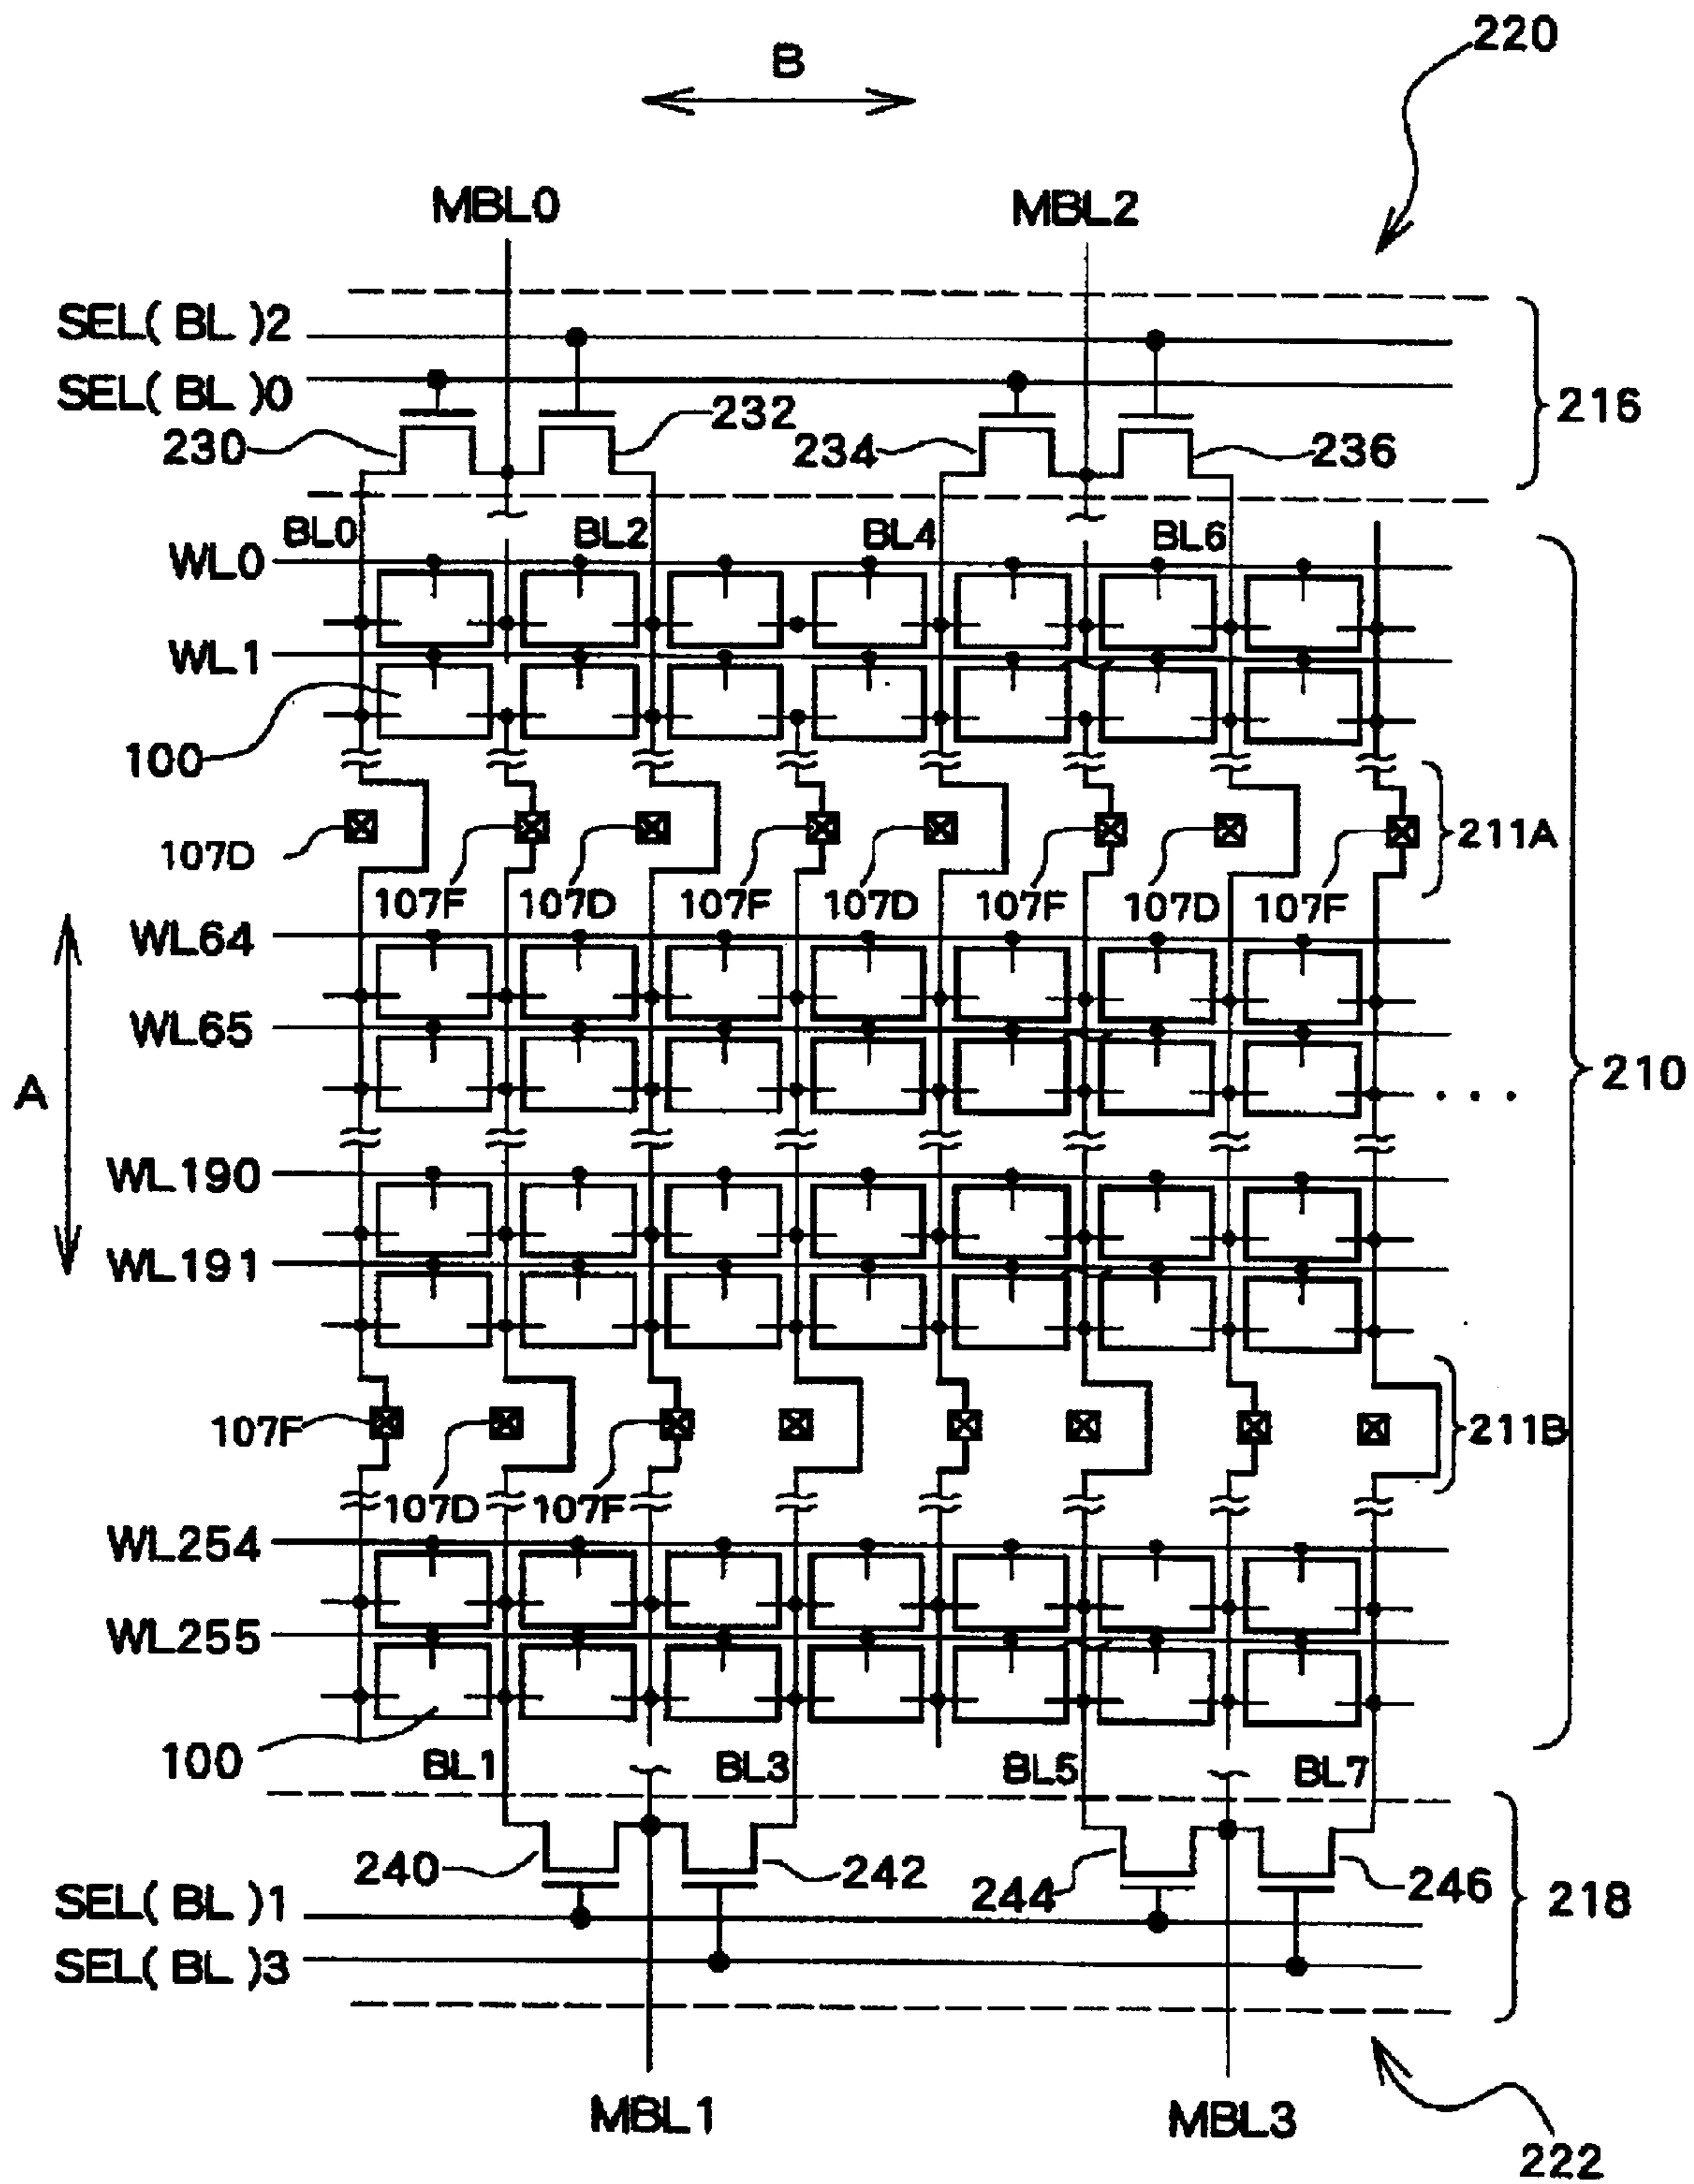 220
B
MBL0 MBL2
SEL( BL )2
SEL( BL )0
216
230 232 234 236
BL0 BL2 BL4 BL6
WL0
WL1
100
107D 211A
107F 107D 107F 107D 107F 107D 107F
WL64
WL65
A 210
. . .
WL190
WL191
107F 211B
107D 107F
WL254
WL255
100 BL1 BL3 BL5 BL7
240 242 244 246
SEL( BL )1 218
SEL( BL )3
MBL1 MBL3
222